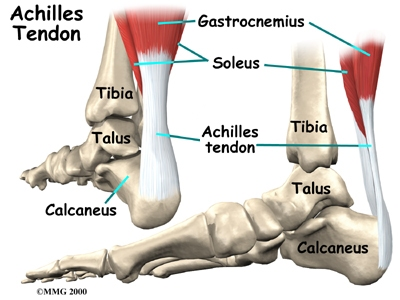 Achilles
Tendon
Gastrocnemius
Soleus
Tibia
Talus
Calcaneus
Achilles
tendon
Tibia
Talus
Calcaneus
©MMG 2000